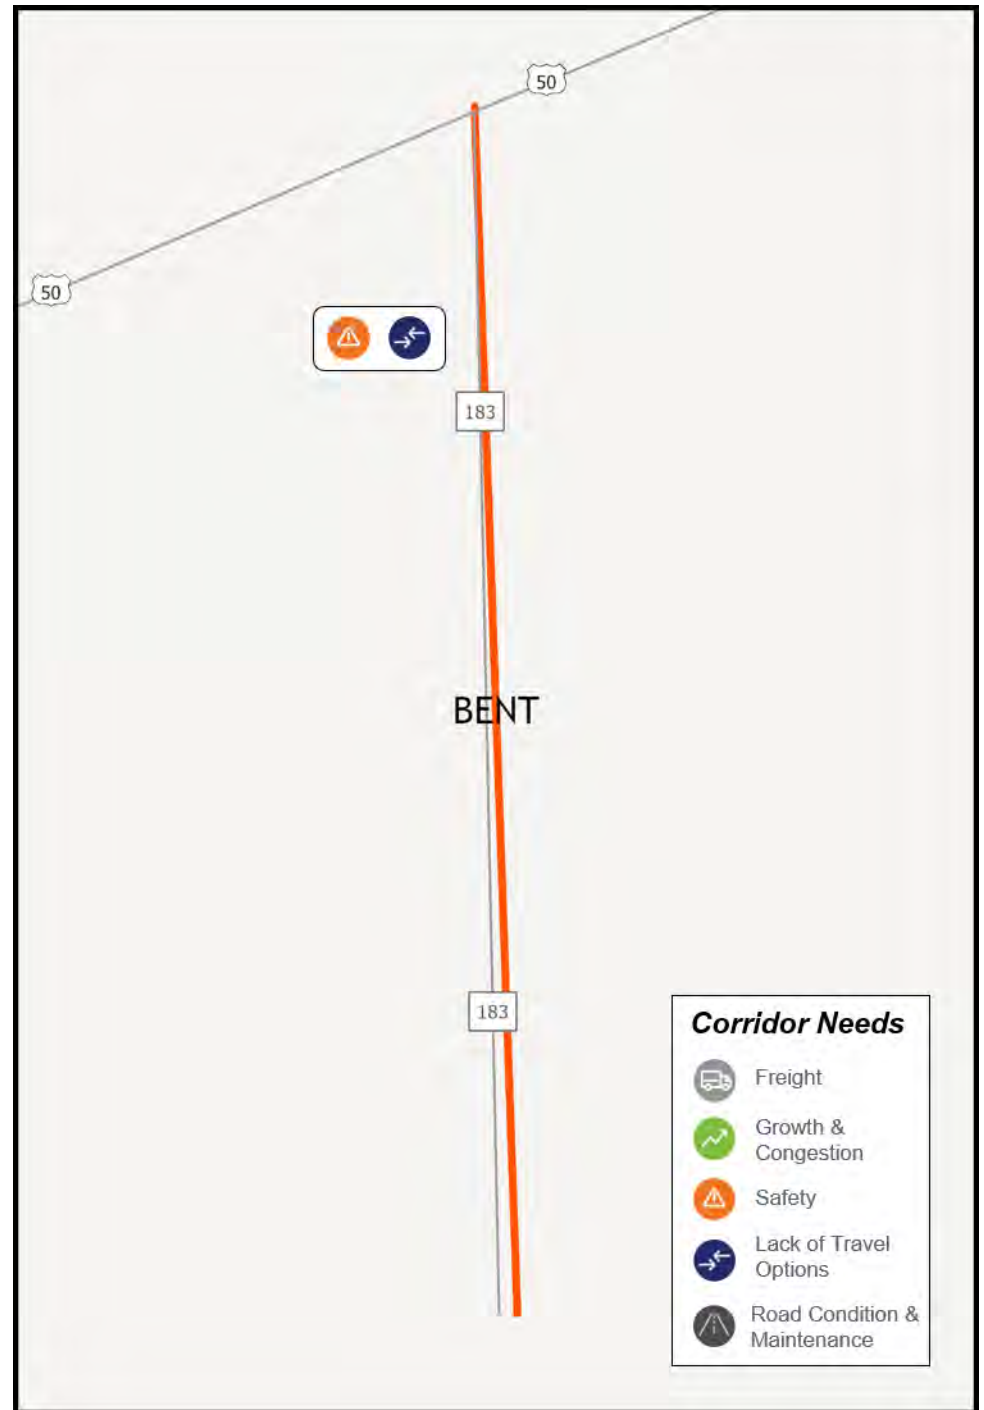 50
50
183
BENT
183
Corridor Needs
Freight
Growth &
Congestion
Safety
Lack of Travel
Options
Road Condition &
Maintenance